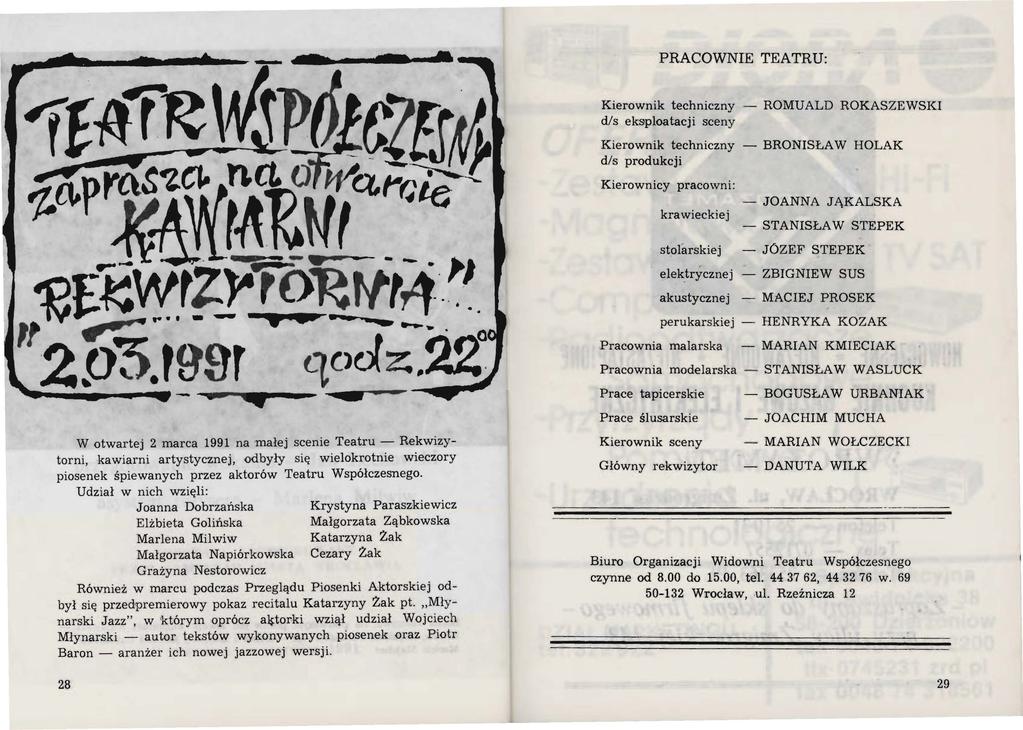 TEATR WSPÓŁCZESNY
zaprasza na otwarcie
KAWIARNI
"REKWIZYTORNIA"...
2.03.1991 godz. 22⁰⁰
W otwartej 2 marca 1991 na małej scenie Teatru — Rekwizy-
torni, kawiarni artystycznej, odbyły się wielokrotnie wieczory
piosenek śpiewanych przez aktorów Teatru Współczesnego.
Udział w nich wzięli:
Joanna Dobrzańska Krystyna Paraszkiewicz
Elżbieta Golińska Małgorzata Ząbkowska
Marlena Milwiw Katarzyna Żak
Małgorzata Napiórkowska Cezary Żak
Grażyna Nestorowicz
Również w marcu podczas Przeglądu Piosenki Aktorskiej od-
był się przedpremierowy pokaz recitalu Katarzyny Żak pt. „Mły-
narski Jazz”, w którym oprócz aktorki wziął udział Wojciech
Młynarski — autor tekstów wykonywanych piosenek oraz Piotr
Baron — aranżer ich nowej jazzowej wersji.
28
PRACOWNIE TEATRU:
Kierownik techniczny — ROMUALD ROKASZEWSKI
d/s eksploatacji sceny
Kierownik techniczny — BRONISŁAW HOLAK
d/s produkcji
Kierownicy pracowni:
— JOANNA JĄKALSKA
krawieckiej
— STANISŁAW STEPEK
stolarskiej — JÓZEF STEPEK
elektrycznej — ZBIGNIEW SUS
akustycznej — MACIEJ PROSEK
perukarskiej — HENRYKA KOZAK
Pracownia malarska — MARIAN KMIECIAK
Pracownia modelarska — STANISŁAW WASLUCK
Prace tapicerskie — BOGUSŁAW URBANIAK
Prace ślusarskie — JOACHIM MUCHA
Kierownik sceny — MARIAN WOŁCZECKI
Główny rekwizytor — DANUTA WILK
Biuro Organizacji Widowni Teatru Współczesnego
czynne od 8.00 do 15.00, tel. 44 37 62, 44 32 76 w. 69
50-132 Wrocław, ul. Rzeźnicza 12
29